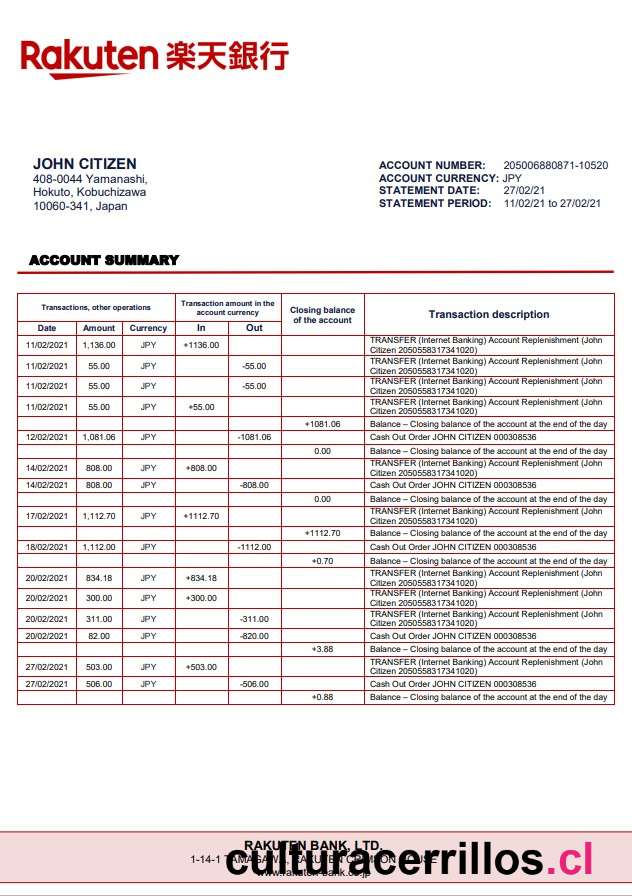 Rakuten 楽天銀行
JOHN CITIZEN
408-0044 Yamanashi,
Hokuto, Kobuchizawa
10060-341, Japan
ACCOUNT NUMBER: 205006880871-10520
ACCOUNT CURRENCY: JPY
STATEMENT DATE: 27/02/21
STATEMENT PERIOD: 11/02/21 to 27/02/21
ACCOUNT SUMMARY
Transactions, other operations
Transaction amount in the
account currency
Closing balance
of the account
Transaction description
Date Amount Currency In Out
11/02/2021 1,136.00 JPY +1136.00 TRANSFER (Internet Banking) Account Replenishment (John
Citizen 2050558317341020)
11/02/2021 55.00 JPY -55.00 TRANSFER (Internet Banking) Account Replenishment (John
Citizen 2050558317341020)
11/02/2021 55.00 JPY -55.00 TRANSFER (Internet Banking) Account Replenishment (John
Citizen 2050558317341020)
11/02/2021 55.00 JPY +55.00 TRANSFER (Internet Banking) Account Replenishment (John
Citizen 2050558317341020)
+1081.06 Balance – Closing balance of the account at the end of the day
12/02/2021 1,081.06 JPY -1081.06 Cash Out Order JOHN CITIZEN 000308536
0.00 Balance – Closing balance of the account at the end of the day
14/02/2021 808.00 JPY +808.00 TRANSFER (Internet Banking) Account Replenishment (John
Citizen 2050558317341020)
14/02/2021 808.00 JPY -808.00 Cash Out Order JOHN CITIZEN 000308536
0.00 Balance – Closing balance of the account at the end of the day
17/02/2021 1,112.70 JPY +1112.70 TRANSFER (Internet Banking) Account Replenishment (John
Citizen 2050558317341020)
+1112.70 Balance – Closing balance of the account at the end of the day
18/02/2021 1,112.00 JPY -1112.00 Cash Out Order JOHN CITIZEN 000308536
+0.70 Balance – Closing balance of the account at the end of the day
20/02/2021 834.18 JPY +834.18 TRANSFER (Internet Banking) Account Replenishment (John
Citizen 2050558317341020)
20/02/2021 300.00 JPY +300.00 TRANSFER (Internet Banking) Account Replenishment (John
Citizen 2050558317341020)
20/02/2021 311.00 JPY -311.00 TRANSFER (Internet Banking) Account Replenishment (John
Citizen 2050558317341020)
20/02/2021 82.00 JPY -820.00 Cash Out Order JOHN CITIZEN 000308536
+3.88 Balance – Closing balance of the account at the end of the day
27/02/2021 503.00 JPY +503.00 TRANSFER (Internet Banking) Account Replenishment (John
Citizen 2050558317341020)
27/02/2021 506.00 JPY -506.00 Cash Out Order JOHN CITIZEN 000308536
+0.88 Balance – Closing balance of the account at the end of the day
RAKUTEN BANK, LTD.
1-14-1 TAMAGAWA, RAKUTEN CRIMSON HOUSE
www.rakuten-bank.co.jp
culturacerrillos.cl